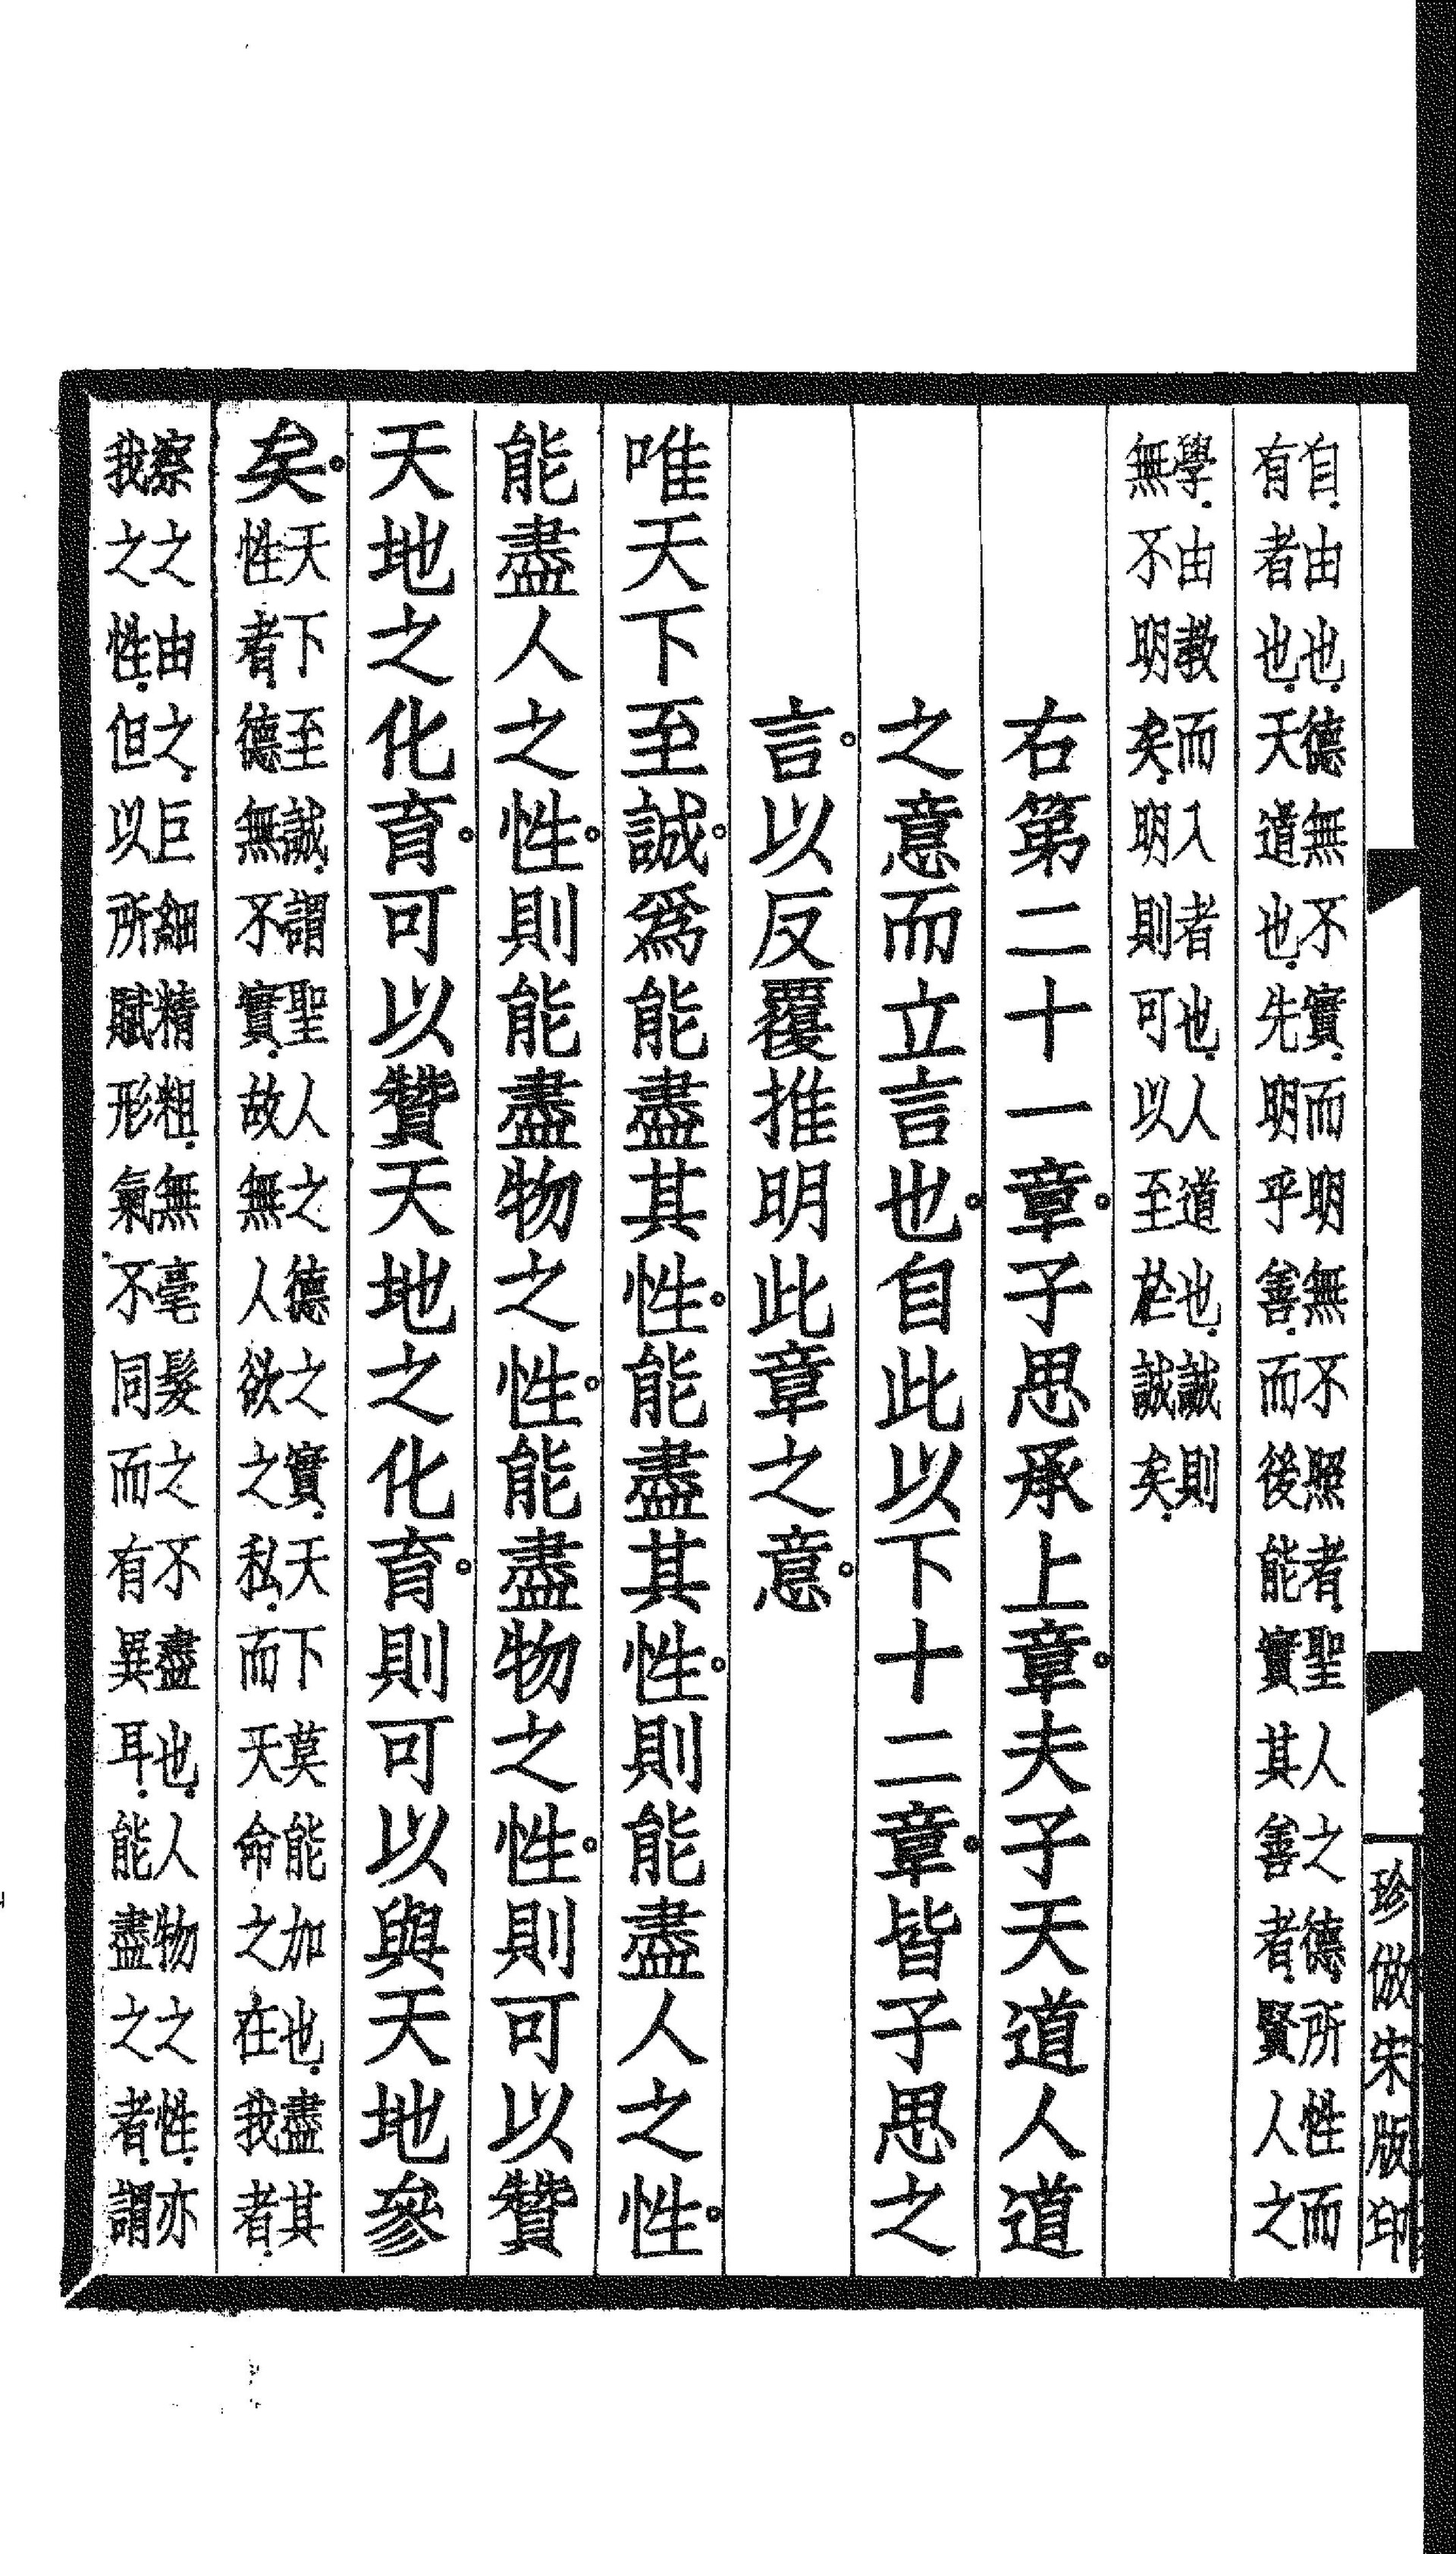 珍倣宋版印
自由也德無不實而明無不照者聖人之德所性而
有者也天道也先明乎善而後能實其善者賢人之
學由教而入者也人道也誠則
無不明矣明則可以至於誠矣
右第二十一章子思承上章夫子天道人道
之意而立言也自此以下十二章皆子思之
言以反覆推明此章之意
唯天下至誠爲能盡其性能盡其性則能盡人之性
能盡人之性則能盡物之性能盡物之性則可以贊
天地之化育可以贊天地之化育則可以與天地參
矣
天下至誠謂聖人之德之實天下莫能加也盡其
性者德無不實故無人欲之私而天命之在我者
察之由之巨細精粗無毫髮之不盡也人物之性亦
我之性但以所賦形氣不同而有異耳能盡之者謂